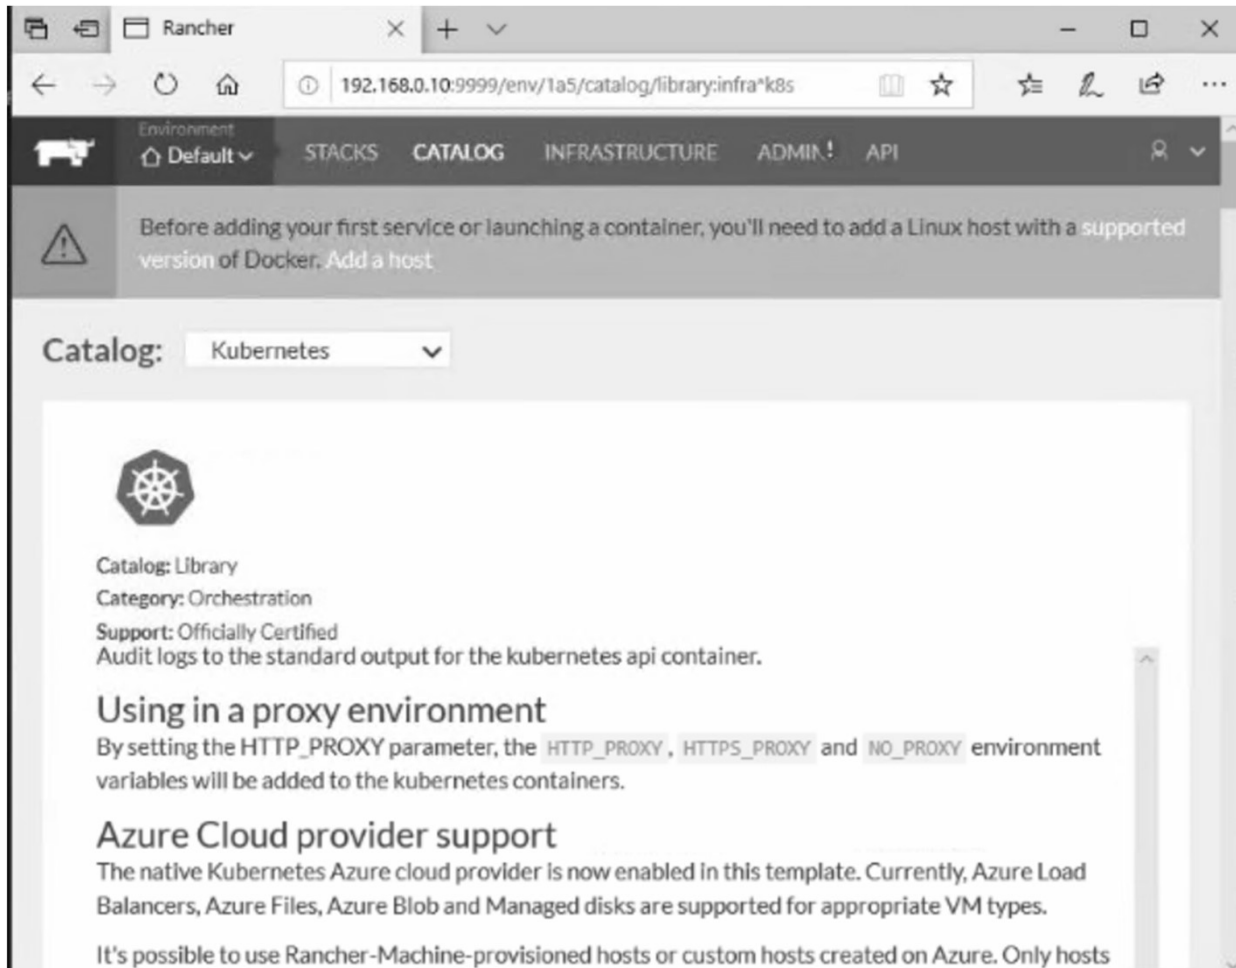 Rancher
192.168.0.10:9999/env/1a5/catalog/library:infra*k8s
Environment
Default
STACKS CATALOG INFRASTRUCTURE ADMIN ! API
Before adding your first service or launching a container, you'll need to add a Linux host with a supported
version of Docker. Add a host
Catalog: Kubernetes
Catalog: Library
Category: Orchestration
Support: Officially Certified
Audit logs to the standard output for the kubernetes api container.
Using in a proxy environment
By setting the HTTP_PROXY parameter, the HTTP_PROXY, HTTPS_PROXY and NO_PROXY environment
variables will be added to the kubernetes containers.
Azure Cloud provider support
The native Kubernetes Azure cloud provider is now enabled in this template. Currently, Azure Load
Balancers, Azure Files, Azure Blob and Managed disks are supported for appropriate VM types.
It's possible to use Rancher-Machine-provisioned hosts or custom hosts created on Azure. Only hosts